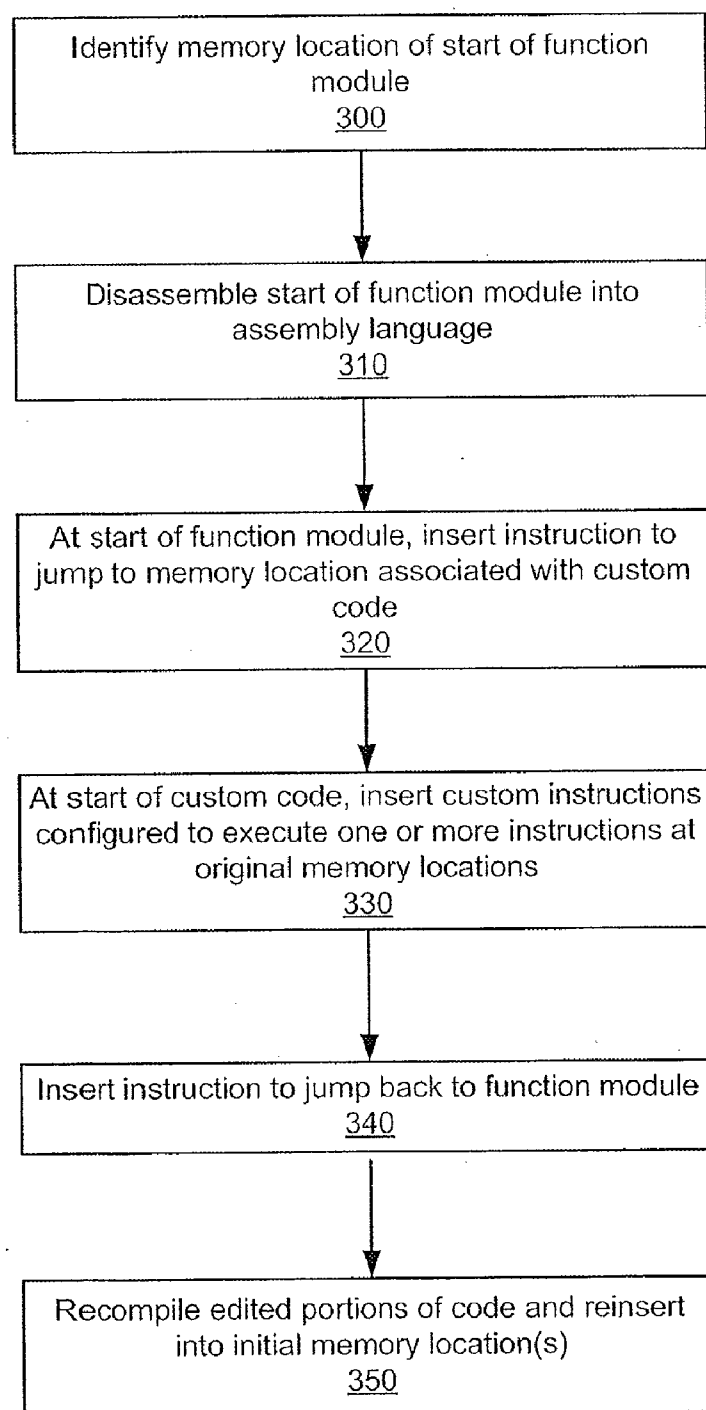 Identify memory location of start of function
module
300
Disassemble start of function module into
assembly language
310
At start of function module, insert instruction to
jump to memory location associated with custom
code
320
At start of custom code, insert custom instructions
configured to execute one or more instructions at
original memory locations
330
Insert instruction to jump back to function module
340
Recompile edited portions of code and reinsert
into initial memory location(s)
350